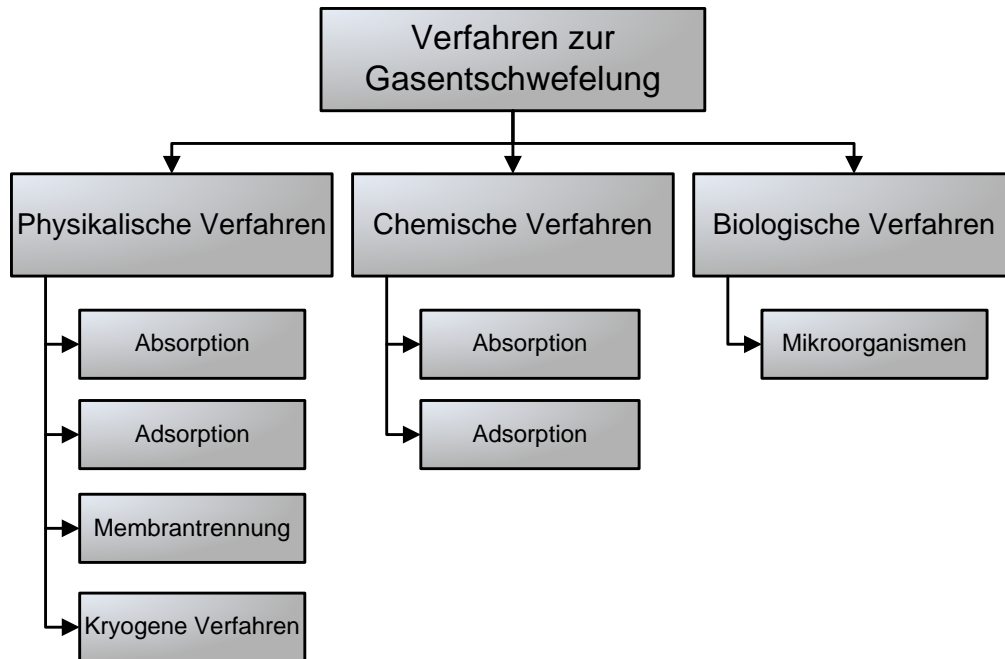 Verfahren zur
Gasentschwefelung
Physikalische Verfahren
Chemische Verfahren
Biologische Verfahren
Absorption
Absorption
Mikroorganismen
Adsorption
Adsorption
Membrantrennung
Kryogene Verfahren